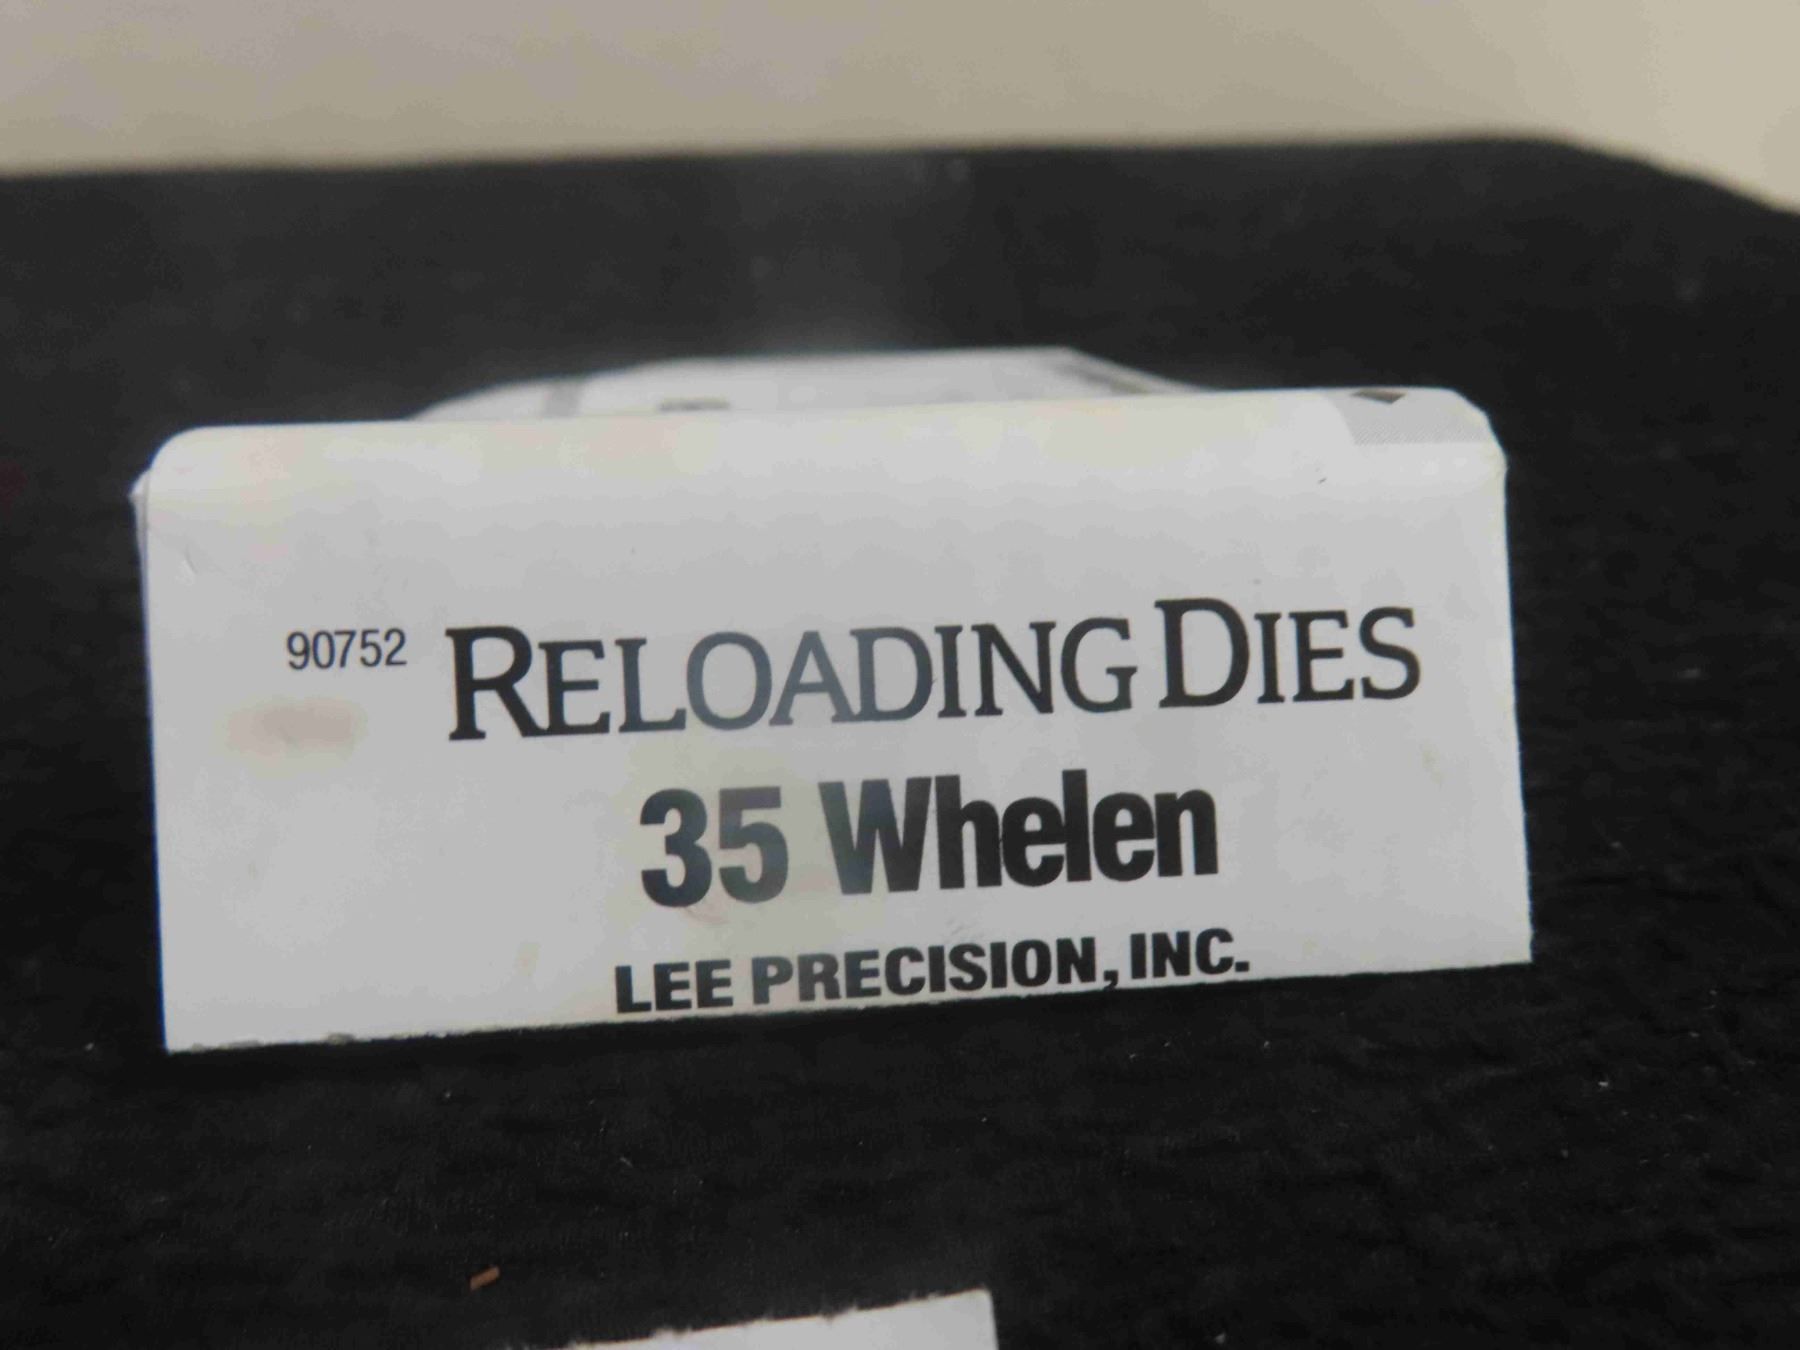 90752 RELOADING DIES
35 Whelen
LEE PRECISION, INC.